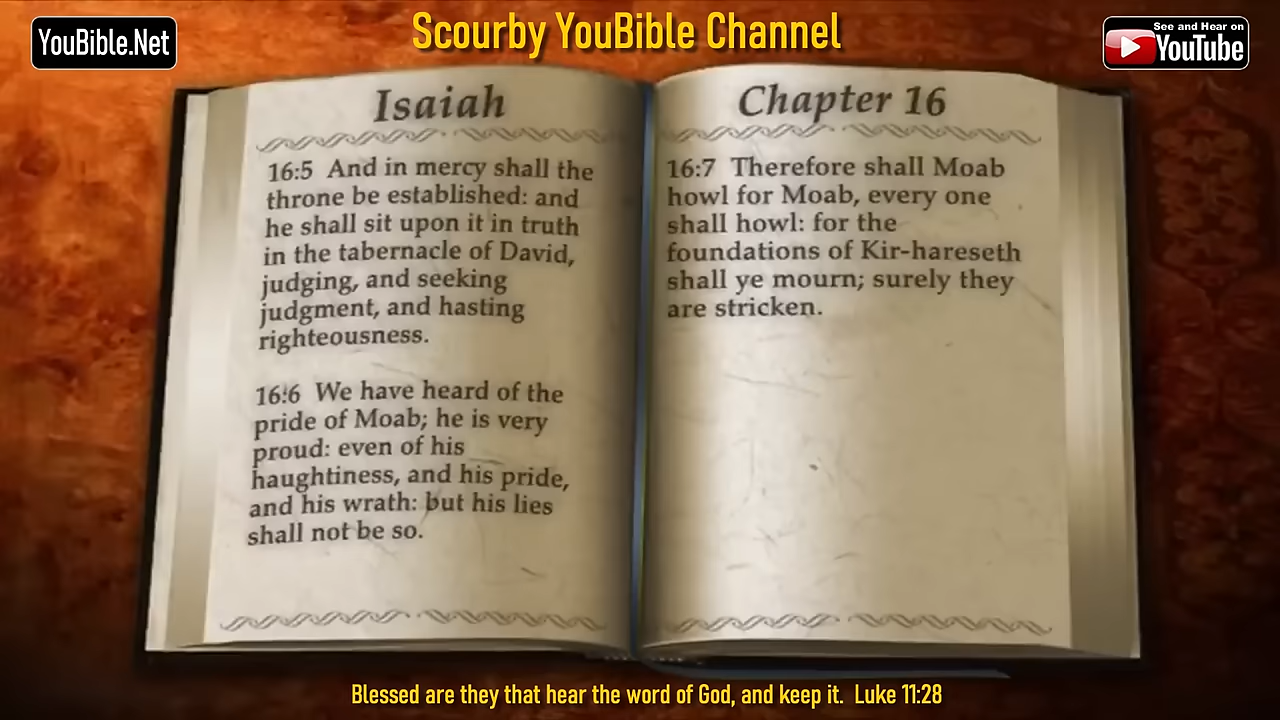 YouBible.Net
Scourby YouBible Channel
See and Hear on
YouTube
Isaiah
16:5 And in mercy shall the
throne be established: and
he shall sit upon it in truth
in the tabernacle of David,
judging, and seeking
judgment, and hasting
righteousness.
16:6 We have heard of the
pride of Moab; he is very
proud: even of his
haughtiness, and his pride,
and his wrath: but his lies
shall not be so.
Chapter 16
16:7 Therefore shall Moab
howl for Moab, every one
shall howl: for the
foundations of Kir-hareseth
shall ye mourn; surely they
are stricken.
Blessed are they that hear the word of God, and keep it. Luke 11:28